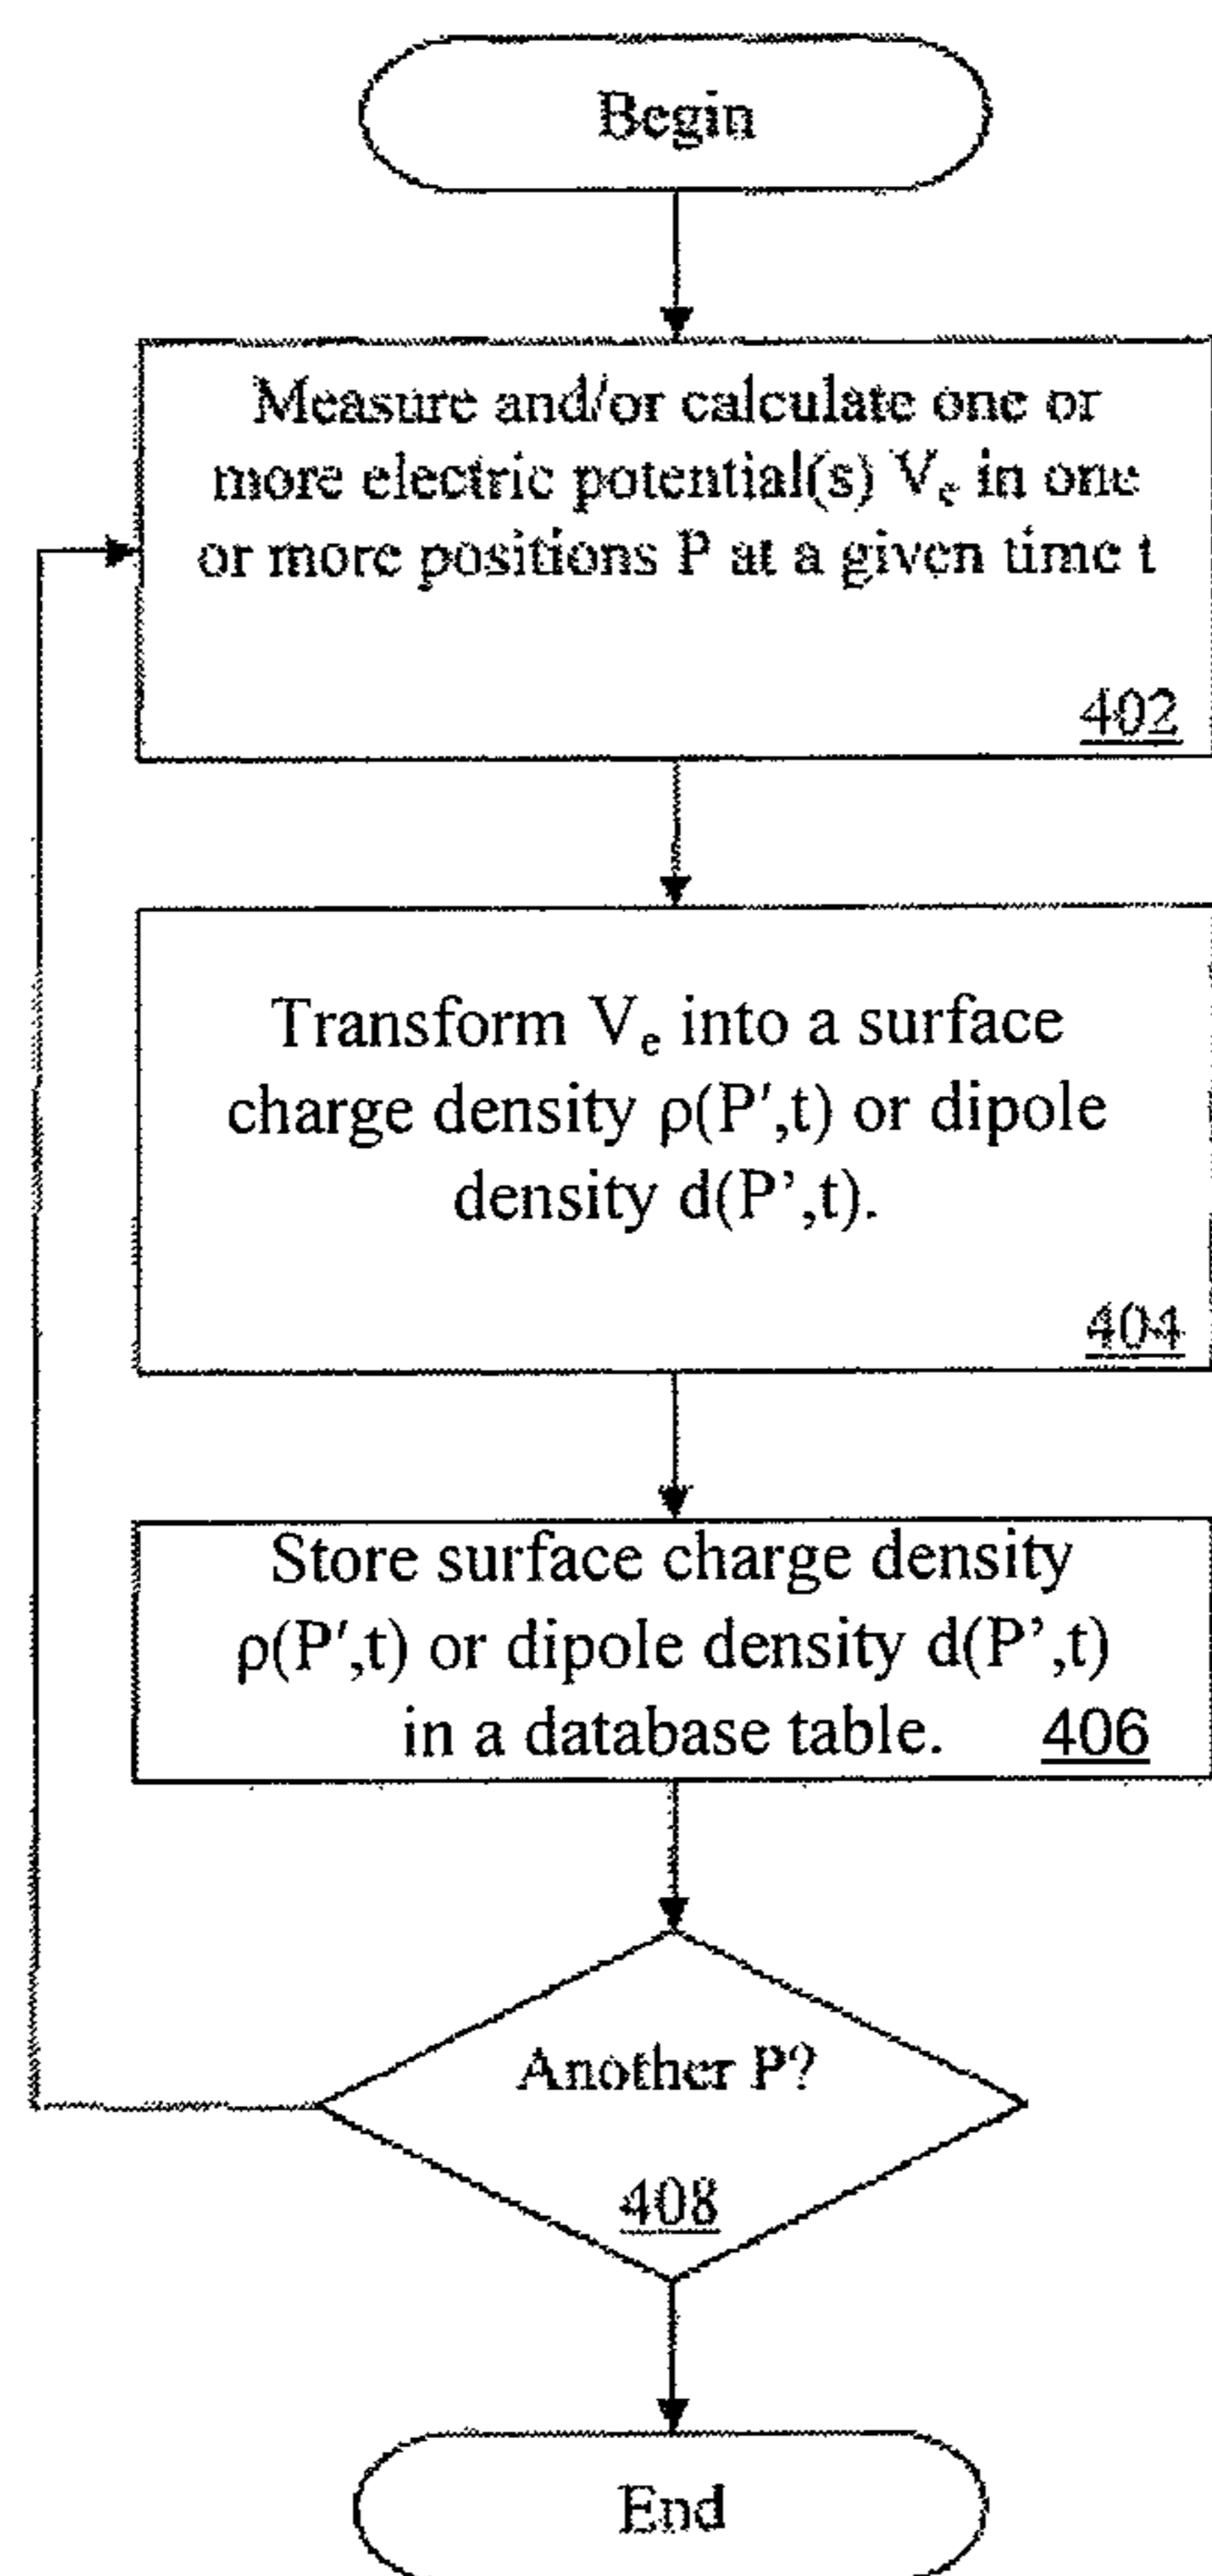 Begin
Measure and/or calculate one or
more electric potential(s) Vₑ in one
or more positions P at a given time t
402
Transform Vₑ into a surface
charge density ρ(P′,t) or dipole
density d(P’,t).
404
Store surface charge density
ρ(P′,t) or dipole density d(P’,t)
in a database table. 406
Another P?
408
End